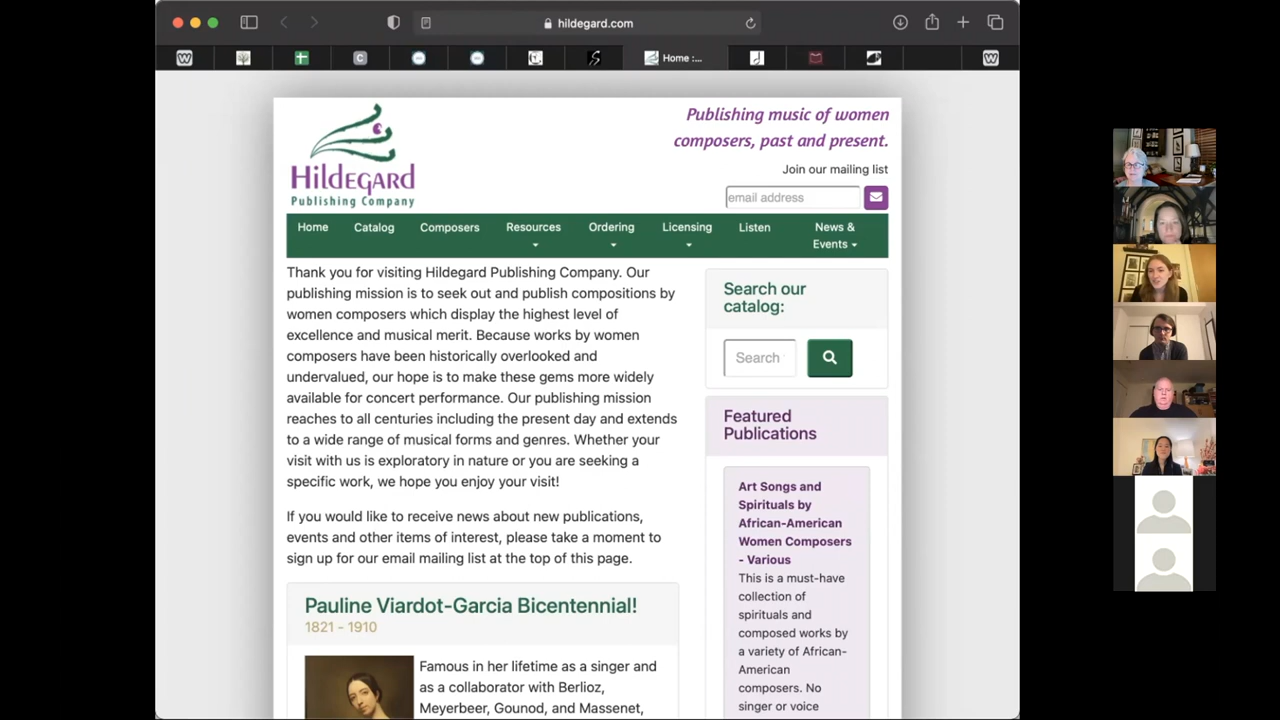 hildegard.com
Home :...
Publishing music of women
composers, past and present.
Join our mailing list
email address
HILDEGARD
Publishing Company
Home
Catalog
Composers
Resources
Ordering
Licensing
Listen
News &
Events
Thank you for visiting Hildegard Publishing Company. Our
publishing mission is to seek out and publish compositions by
women composers which display the highest level of
excellence and musical merit. Because works by women
composers have been historically overlooked and
undervalued, our hope is to make these gems more widely
available for concert performance. Our publishing mission
reaches to all centuries including the present day and extends
to a wide range of musical forms and genres. Whether your
visit with us is exploratory in nature or you are seeking a
specific work, we hope you enjoy your visit!
If you would like to receive news about new publications,
events and other items of interest, please take a moment to
sign up for our email mailing list at the top of this page.
Pauline Viardot-Garcia Bicentennial!
1821 - 1910
Famous in her lifetime as a singer and
as a collaborator with Berlioz,
Meyerbeer, Gounod, and Massenet,
Search our
catalog:
Search
Featured
Publications
Art Songs and
Spirituals by
African-American
Women Composers
- Various
This is a must-have
collection of
spirituals and
composed works by
a variety of African-
American
composers. No
singer or voice